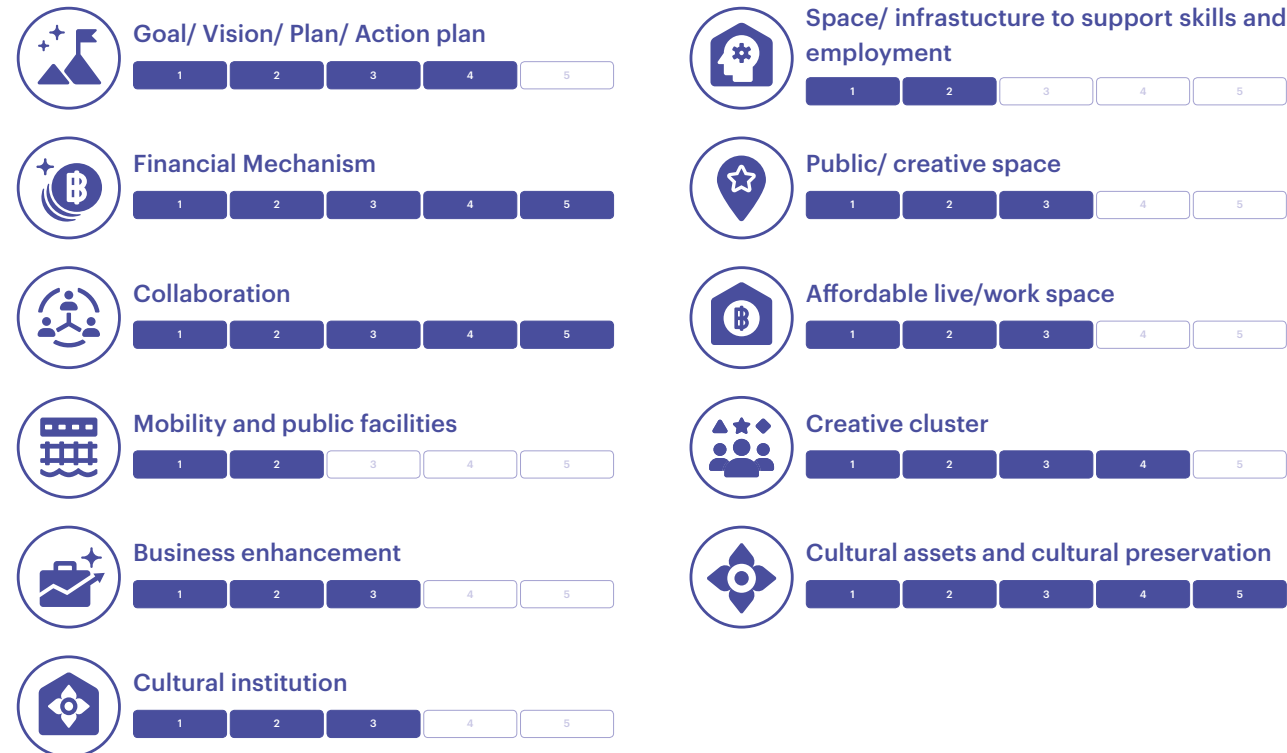 Goal/ Vision/ Plan/ Action plan
1 2 3 4 5
Financial Mechanism
1 2 3 4 5
Collaboration
1 2 3 4 5
Mobility and public facilities
1 2 3 4 5
Business enhancement
1 2 3 4 5
Cultural institution
1 2 3 4 5
Space/ infrastucture to support skills and
employment
1 2 3 4 5
Public/ creative space
1 2 3 4 5
Affordable live/work space
1 2 3 4 5
Creative cluster
1 2 3 4 5
Cultural assets and cultural preservation
1 2 3 4 5